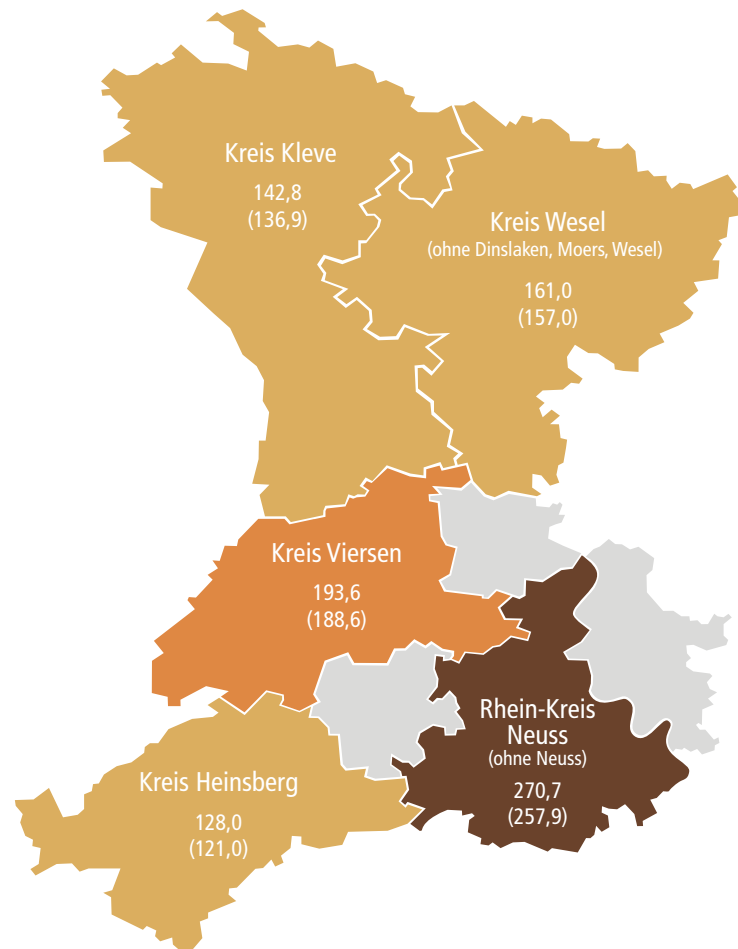 Kreis Kleve
142,8
(136,9)
Kreis Wesel
(ohne Dinslaken, Moers, Wesel)
161,0
(157,0)
Kreis Viersen
193,6
(188,6)
Rhein-Kreis
Neuss
(ohne Neuss)
270,7
(257,9)
Kreis Heinsberg
128,0
(121,0)